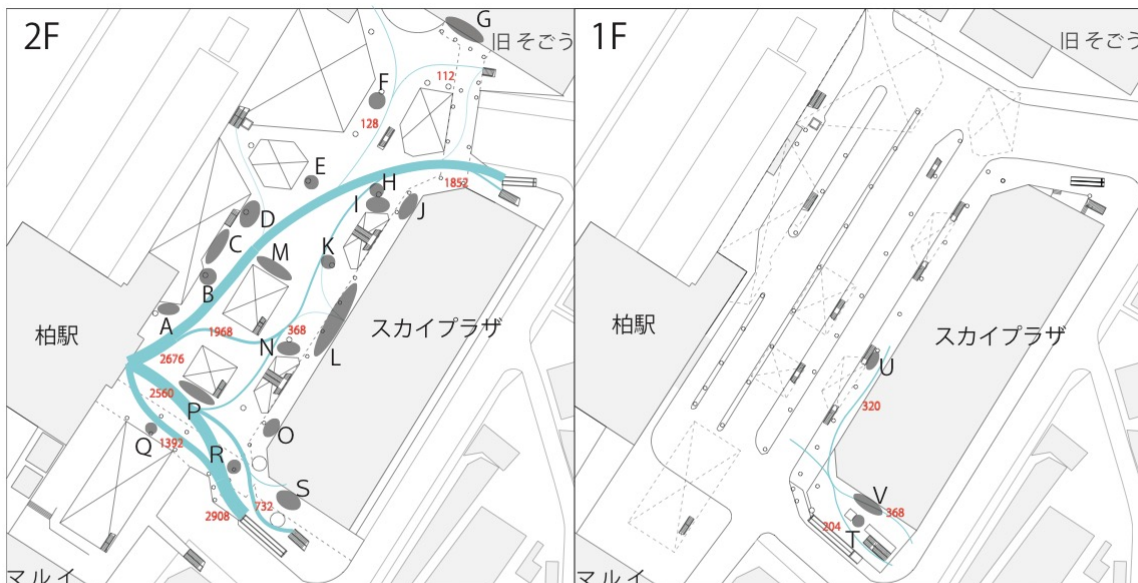 2F
G
旧 そごう
112
F
128
E
H
1852
I
J
D
C
K
M
B
A
スカイプラザ
柏駅
1968
368
N
2676
L
2560
P
O
Q
1392
R
S
732
2908
マルイ
1F
旧 そごう
柏駅
スカイプラザ
U
320
V
368
204
T
マルイ